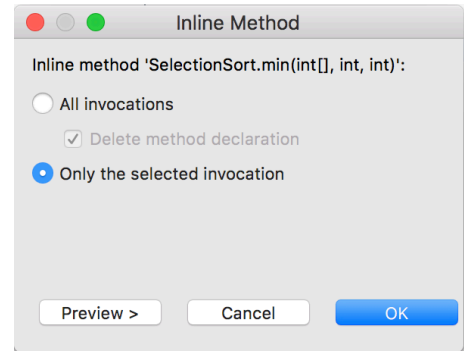 Inline Method
Inline method 'SelectionSort.min(int[], int, int)':
All invocations
Delete method declaration
Only the selected invocation
Preview > Cancel OK